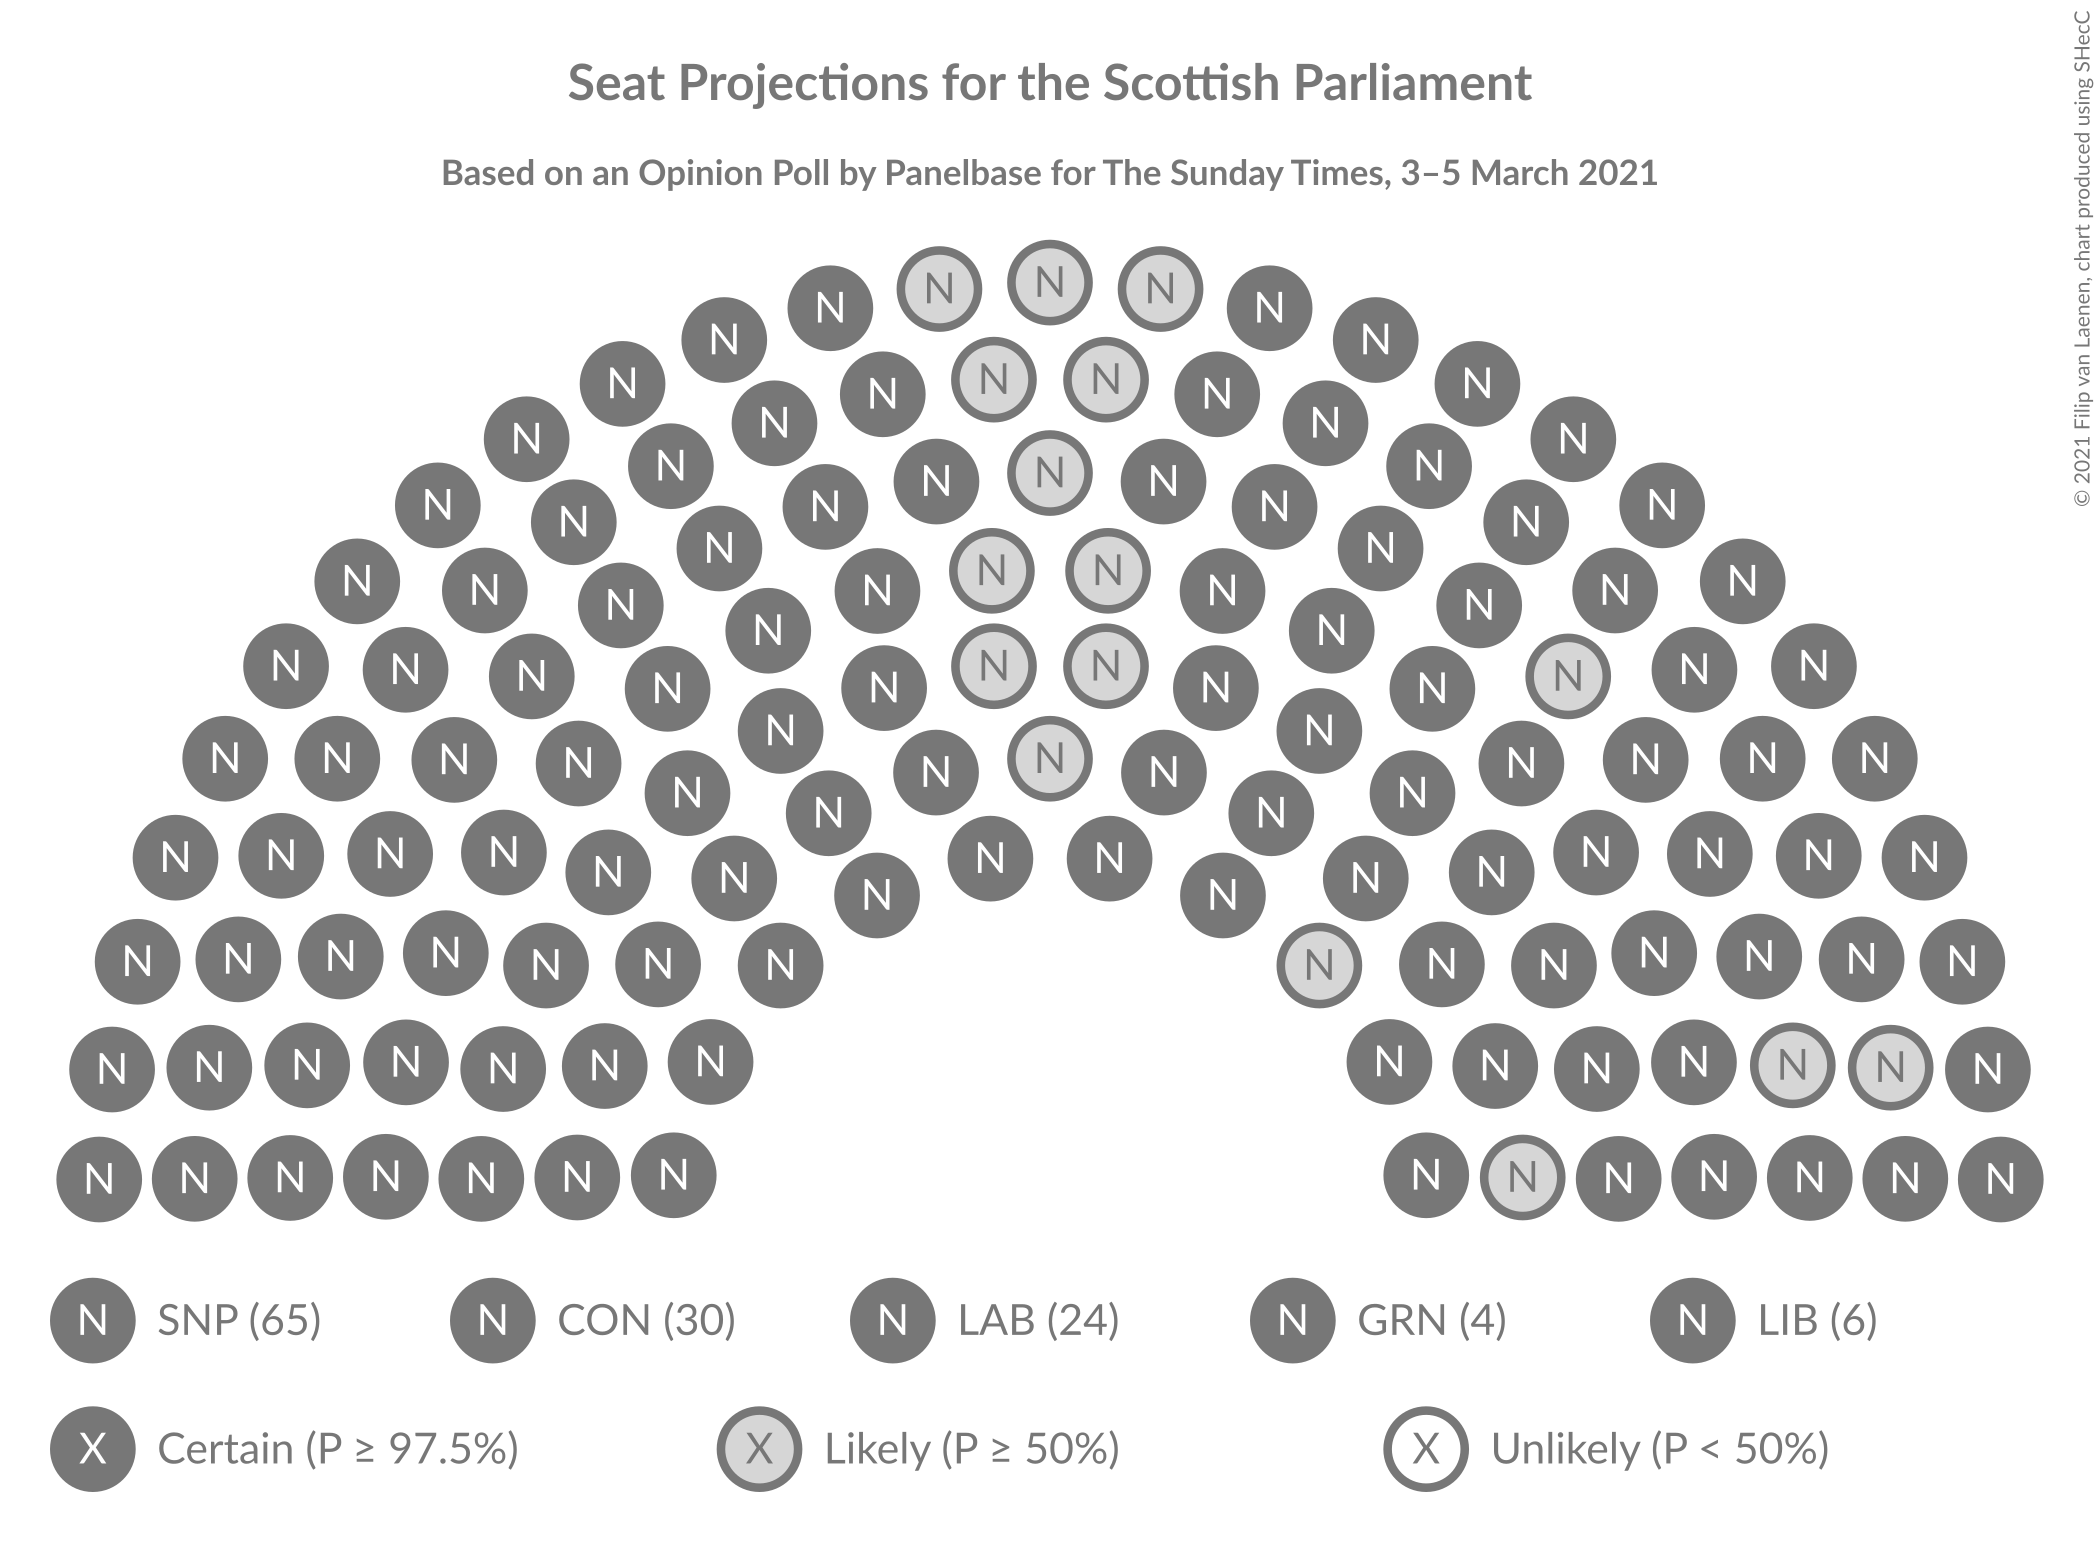 Seat Projections for the Scottish Parliament
Based on an Opinion Poll by Panelbase for The Sunday Times, 3–5 March 2021
© 2021 Filip van Laenen, chart produced using SHecC
N N N N N N N N N
N N N N N N
N N N N N N
N N N N
N N N N N N
N N N N N N
N N N N N N
N N N N N N
N N N N N N
N N N N N N
N N N N N N
N N N N N N N N N
N N N N N N N N
N N N N N N
N N N N N N N N N N N N
N N N N N N N N N N N N N N
N N N N N N N N N N N N N N
N N N N N N N N N N N N N N
N SNP (65) N CON (30) N LAB (24) N GRN (4) N LIB (6)
X Certain (P ≥ 97.5%) X Likely (P ≥ 50%) X Unlikely (P < 50%)